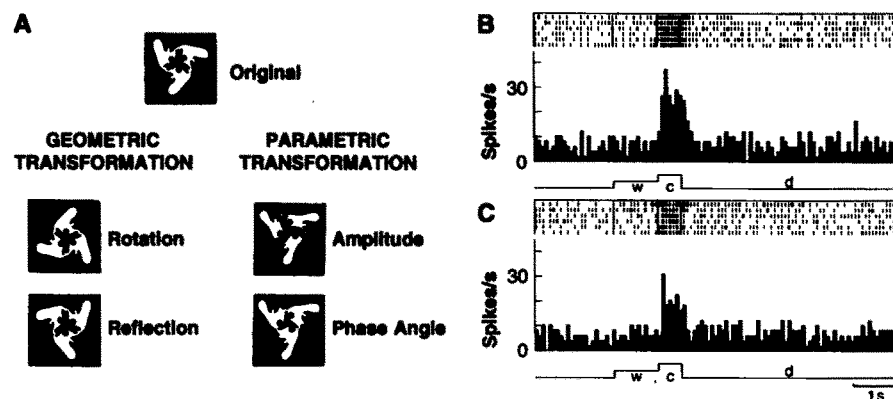 A
Original
GEOMETRIC
TRANSFORMATION
PARAMETRIC
TRANSFORMATION
Rotation
Amplitude
Reflection
Phase Angle
B
Spikes/s
30
0
w
c
d
C
Spikes/s
30
0
w
c
d
1s